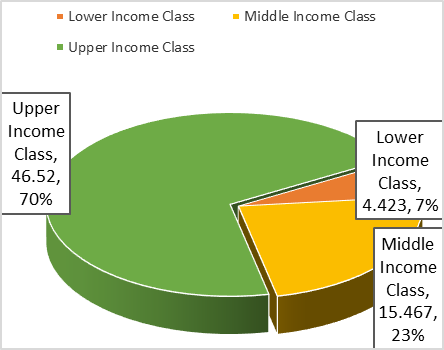 Lower Income Class
Middle Income Class
Upper Income Class
Upper
Income
Class,
46.52,
70%
Lower
Income
Class,
4.423, 7%
Middle
Income
Class,
15.467,
23%